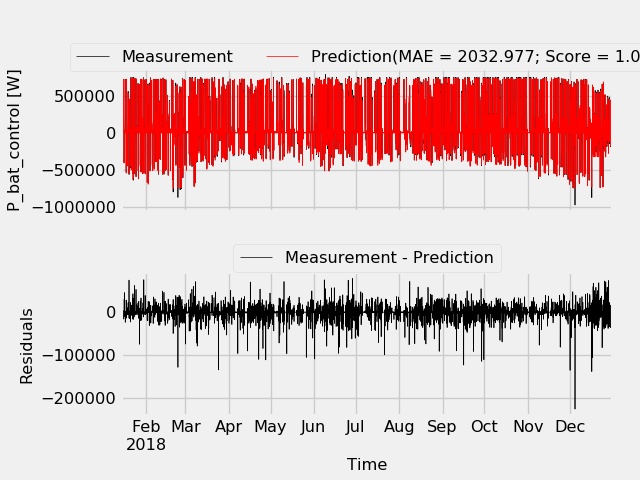 Measurement Prediction(MAE = 2032.977; Score = 1.0
P_bat_control [W]
500000
0
−500000
−1000000
Measurement - Prediction
Residuals
0
−100000
−200000
Feb Mar Apr May Jun Jul Aug Sep Oct Nov Dec
2018
Time